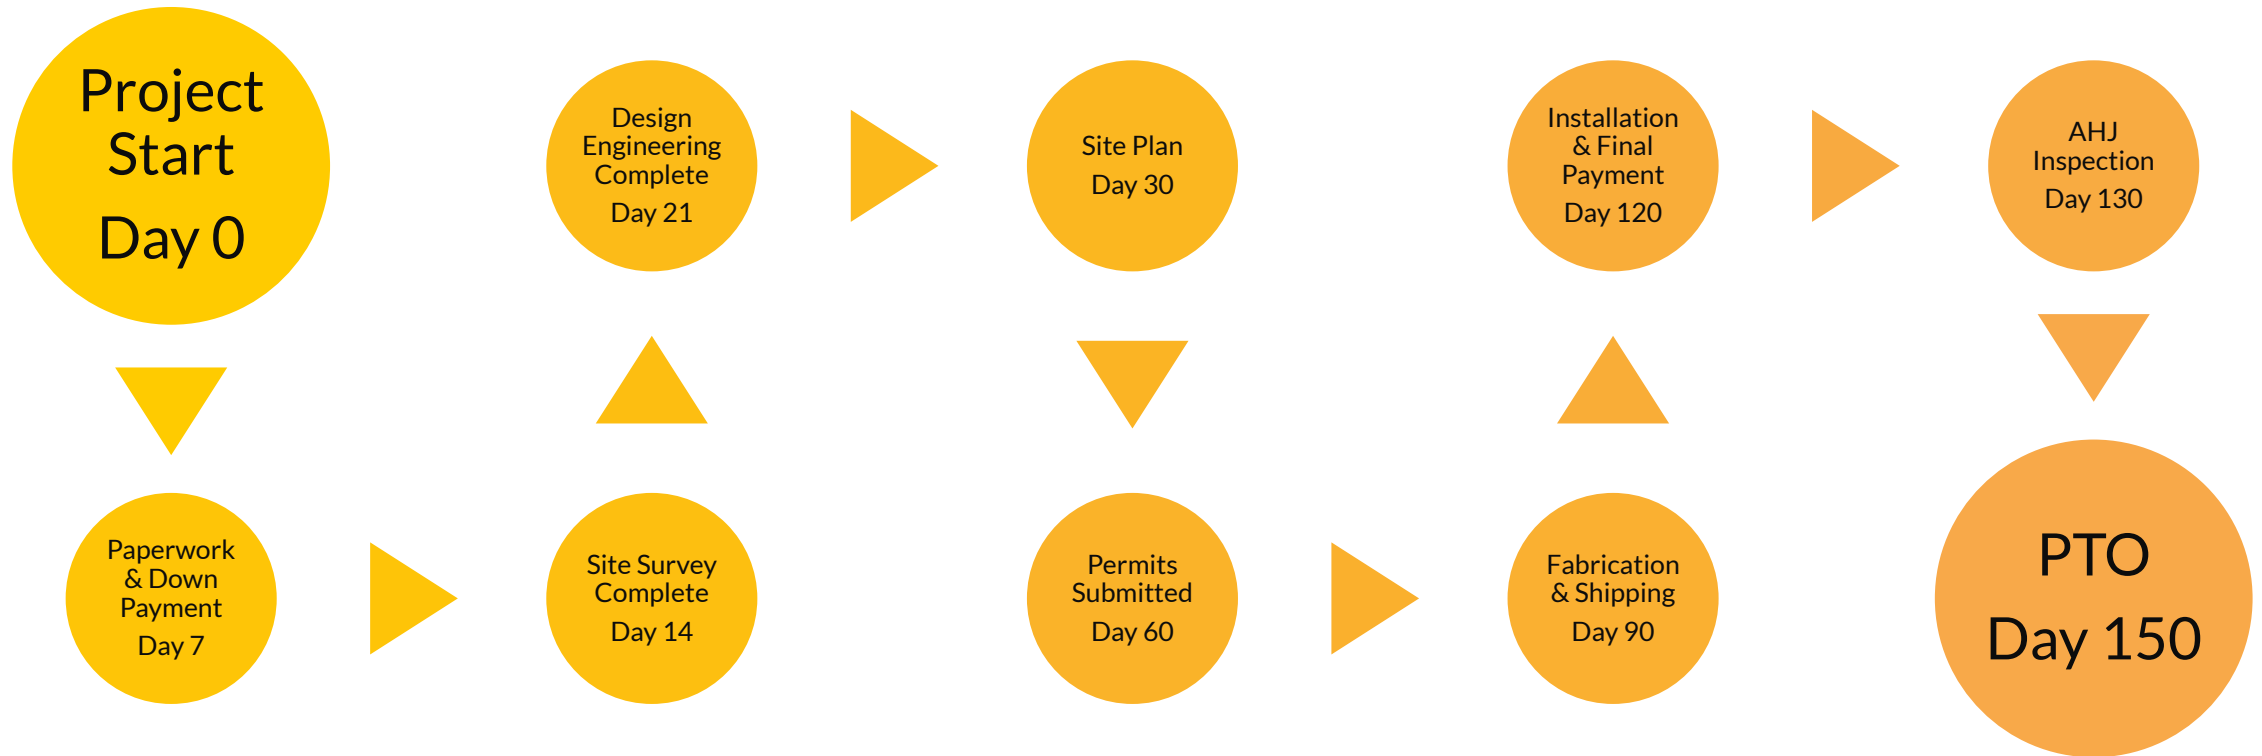 Project
Start
Day 0
Paperwork
& Down
Payment
Day 7
Site Survey
Complete
Day 14
Design
Engineering
Complete
Day 21
Site Plan
Day 30
Permits
Submitted
Day 60
Fabrication
& Shipping
Day 90
Installation
& Final
Payment
Day 120
AHJ
Inspection
Day 130
PTO
Day 150